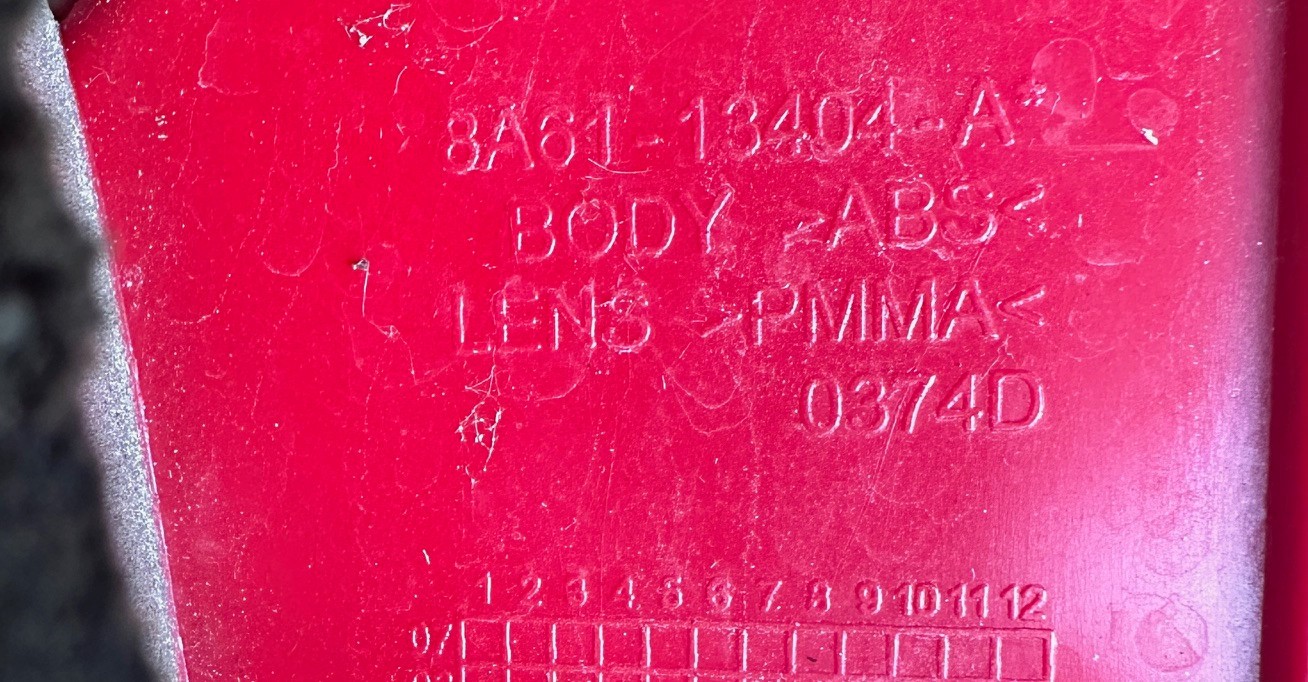 8A61-13404-A*
BODY >ABS<
LENS >PMMA<
0374D
1 2 3 4 5 6 7 8 9 10 11 12
07